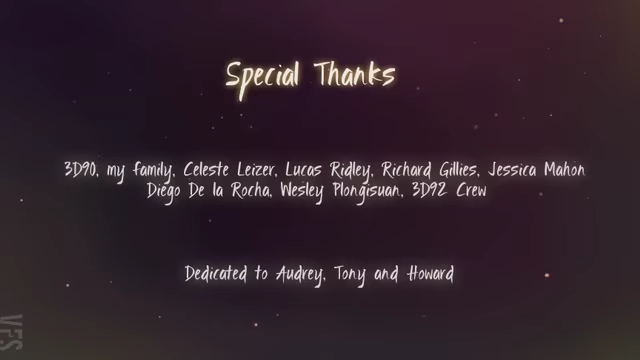 Special Thanks
3D90, my family, Celeste Leizer, Lucas Ridley, Richard Gillies, Jessica Mahon
Diego De la Rocha, Wesley Plongisuan, 3D92 Crew
Dedicated to Audrey, Tony and Howard
VFS